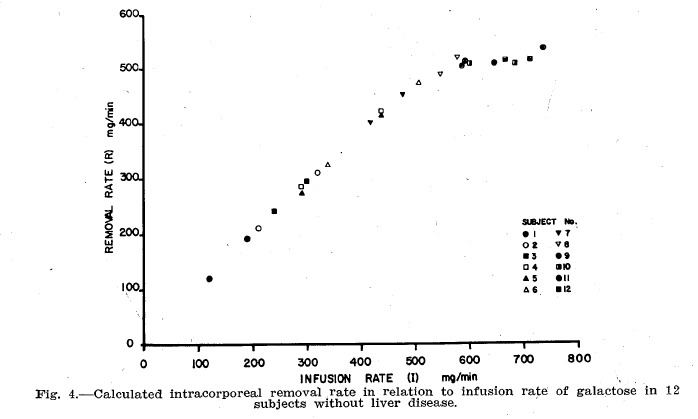 600
500
400
300
200
100
0
REMOVAL RATE (R) mg/min
SUBJECT No.
1 7
2 8
3 9
4 10
5 11
6 12
0 100 200 300 400 500 600 700 800
INFUSION RATE (I) mg/min
Fig. 4.—Calculated intracorporeal removal rate in relation to infusion rate of galactose in 12
subjects without liver disease.